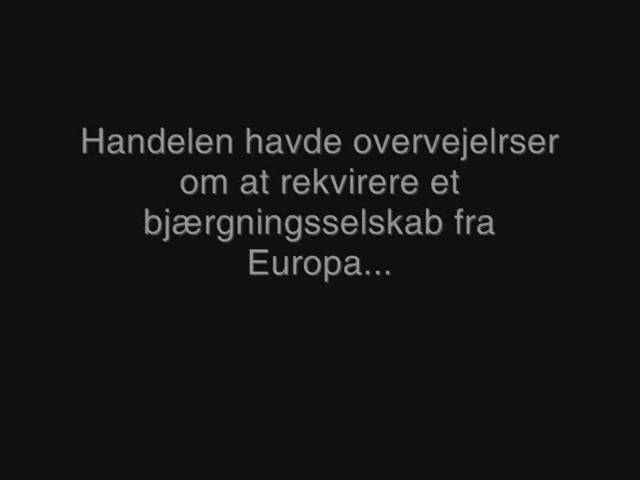 Handelen havde overvejelrser
om at rekvirere et
bjærgningsselskab fra
Europa...